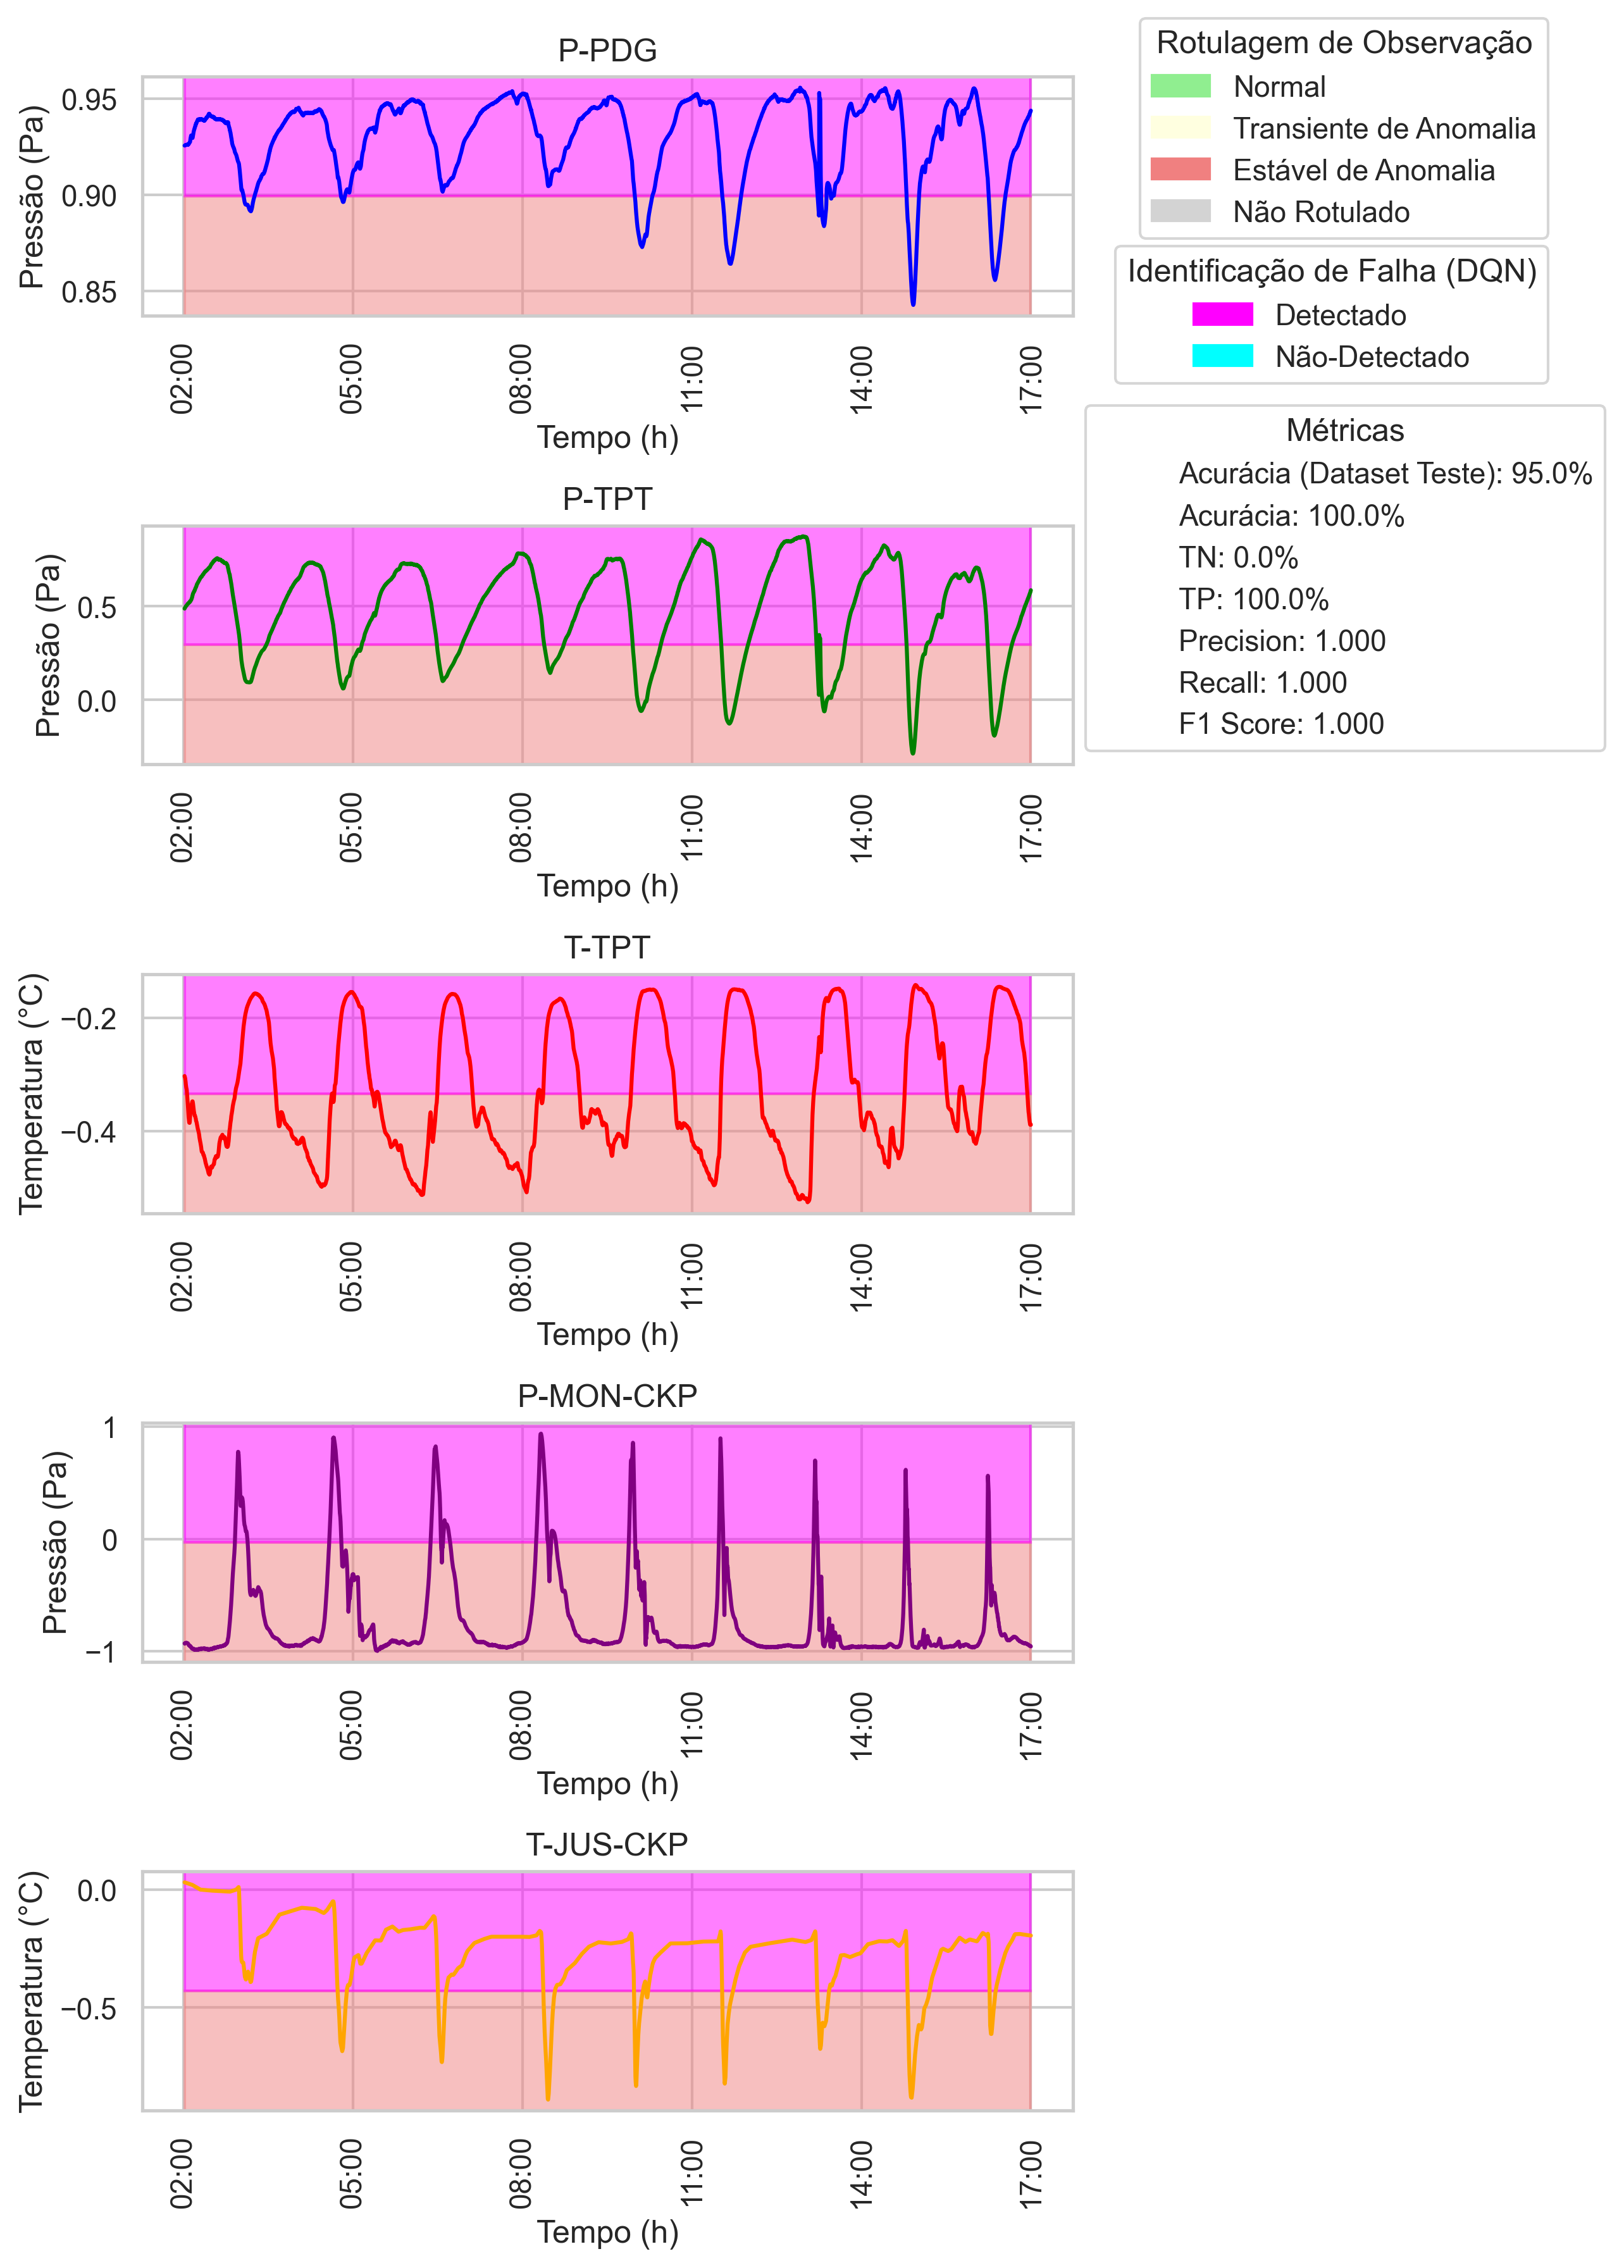 P-PDG
Pressão (Pa)
0.95
0.90
0.85
02:00
05:00
08:00
11:00
14:00
17:00
Tempo (h)
Rotulagem de Observação
Normal
Transiente de Anomalia
Estável de Anomalia
Não Rotulado
Identificação de Falha (DQN)
Detectado
Não-Detectado
Métricas
Acurácia (Dataset Teste): 95.0%
Acurácia: 100.0%
TN: 0.0%
TP: 100.0%
Precision: 1.000
Recall: 1.000
F1 Score: 1.000
P-TPT
Pressão (Pa)
0.5
0.0
02:00
05:00
08:00
11:00
14:00
17:00
Tempo (h)
T-TPT
Temperatura (°C)
−0.2
−0.4
02:00
05:00
08:00
11:00
14:00
17:00
Tempo (h)
P-MON-CKP
Pressão (Pa)
1
0
−1
02:00
05:00
08:00
11:00
14:00
17:00
Tempo (h)
T-JUS-CKP
Temperatura (°C)
0.0
−0.5
02:00
05:00
08:00
11:00
14:00
17:00
Tempo (h)